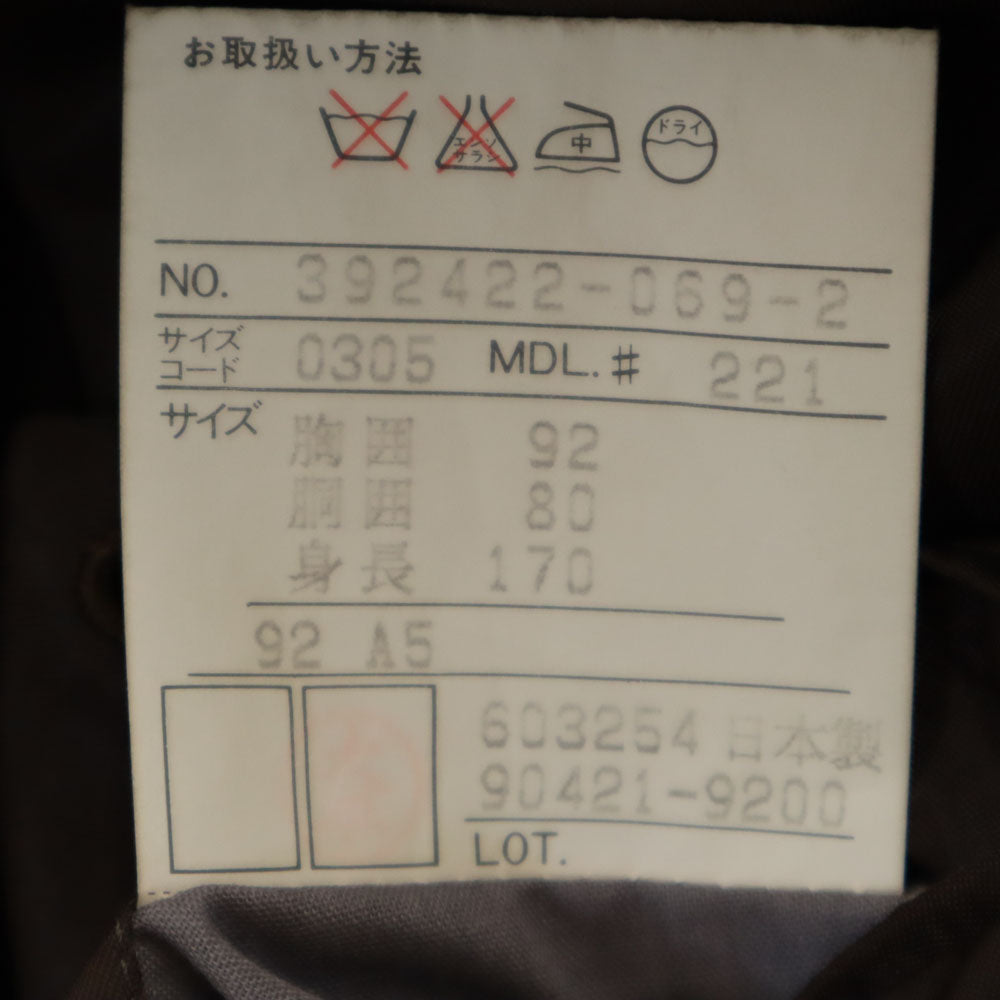 お取扱い方法
エンソ
サラシ
中
ドライ
NO. 392422-069-2
サイズ
コード 0305 MDL.# 221
サイズ 胸囲 92
胴囲 80
身長 170
92 A5
603254 日本製
90421-9200
LOT.